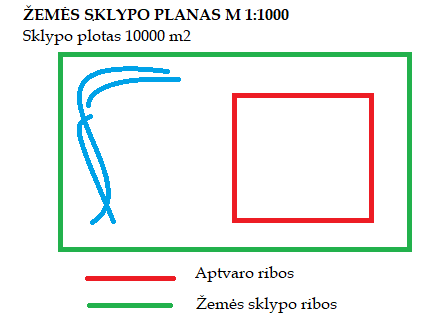 ŽEMĖS SKLYPO PLANAS M 1:1000
Sklypo plotas 10000 m2
Aptvaro ribos
Žemės sklypo ribos